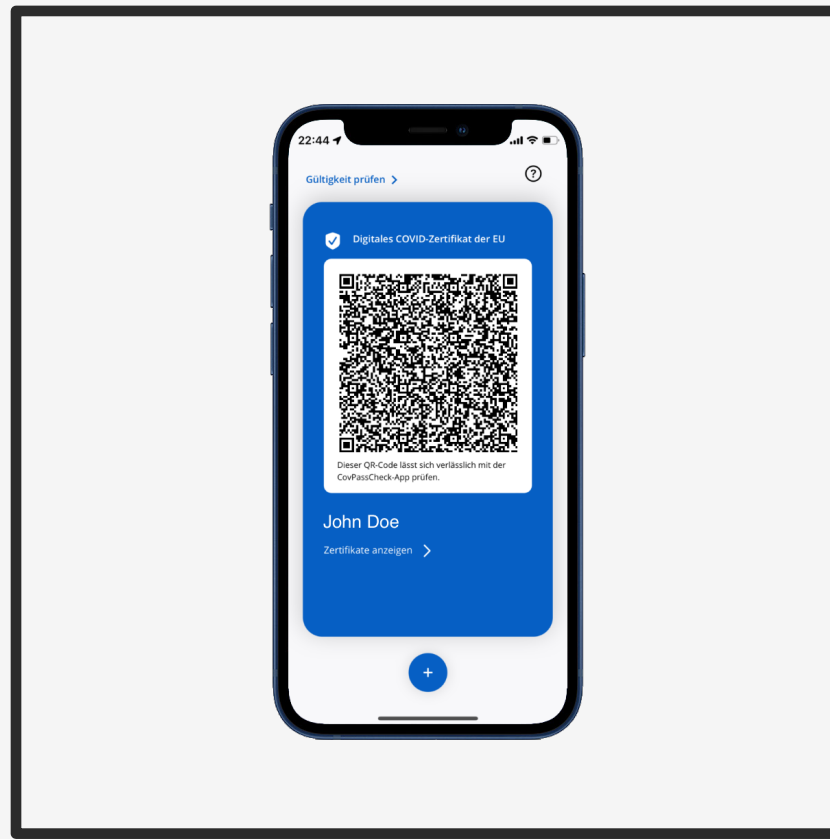 22:44
Gültigkeit prüfen
Digitales COVID-Zertifikat der EU
Dieser QR-Code lässt sich verlässlich mit der
CovPassCheck-App prüfen.
John Doe
Zertifikate anzeigen